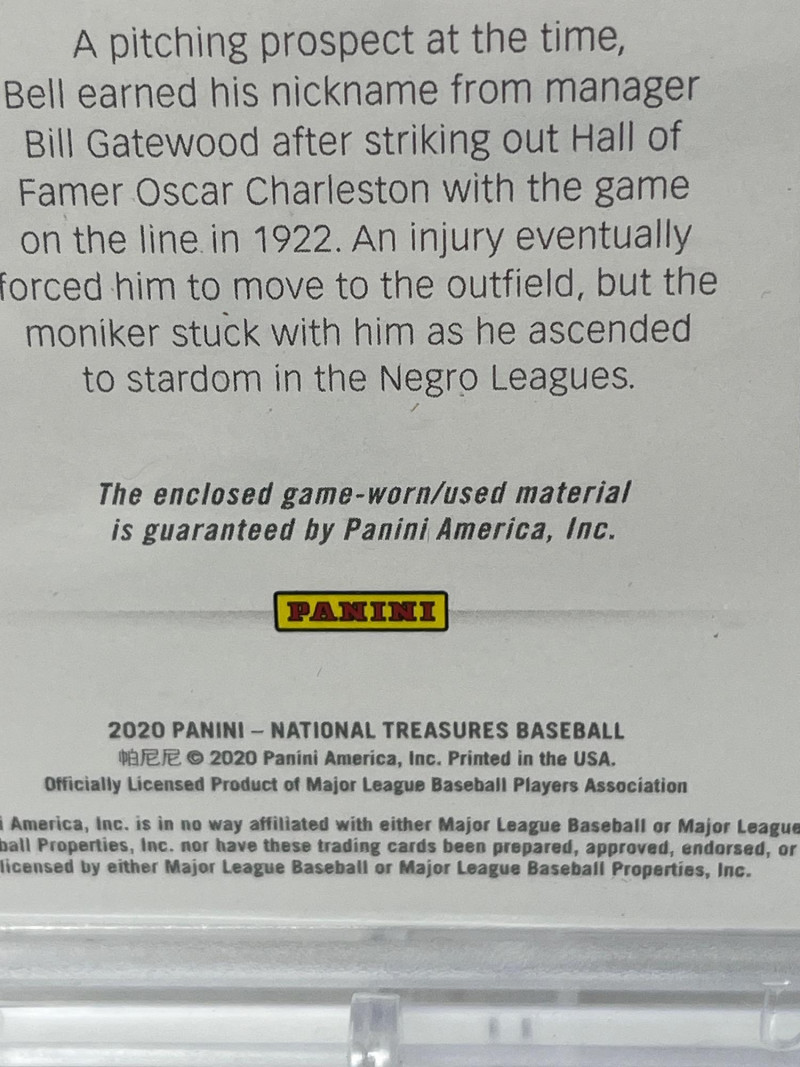 A pitching prospect at the time,
Bell earned his nickname from manager
Bill Gatewood after striking out Hall of
Famer Oscar Charleston with the game
on the line in 1922. An injury eventually
forced him to move to the outfield, but the
moniker stuck with him as he ascended
to stardom in the Negro Leagues.
The enclosed game-worn/used material
is guaranteed by Panini America, Inc.
PANINI
2020 PANINI – NATIONAL TREASURES BASEBALL
帕尼尼 © 2020 Panini America, Inc. Printed in the USA.
Officially Licensed Product of Major League Baseball Players Association
i America, Inc. is in no way affiliated with either Major League Baseball or Major League
ball Properties, Inc. nor have these trading cards been prepared, approved, endorsed, or
licensed by either Major League Baseball or Major League Baseball Properties, Inc.